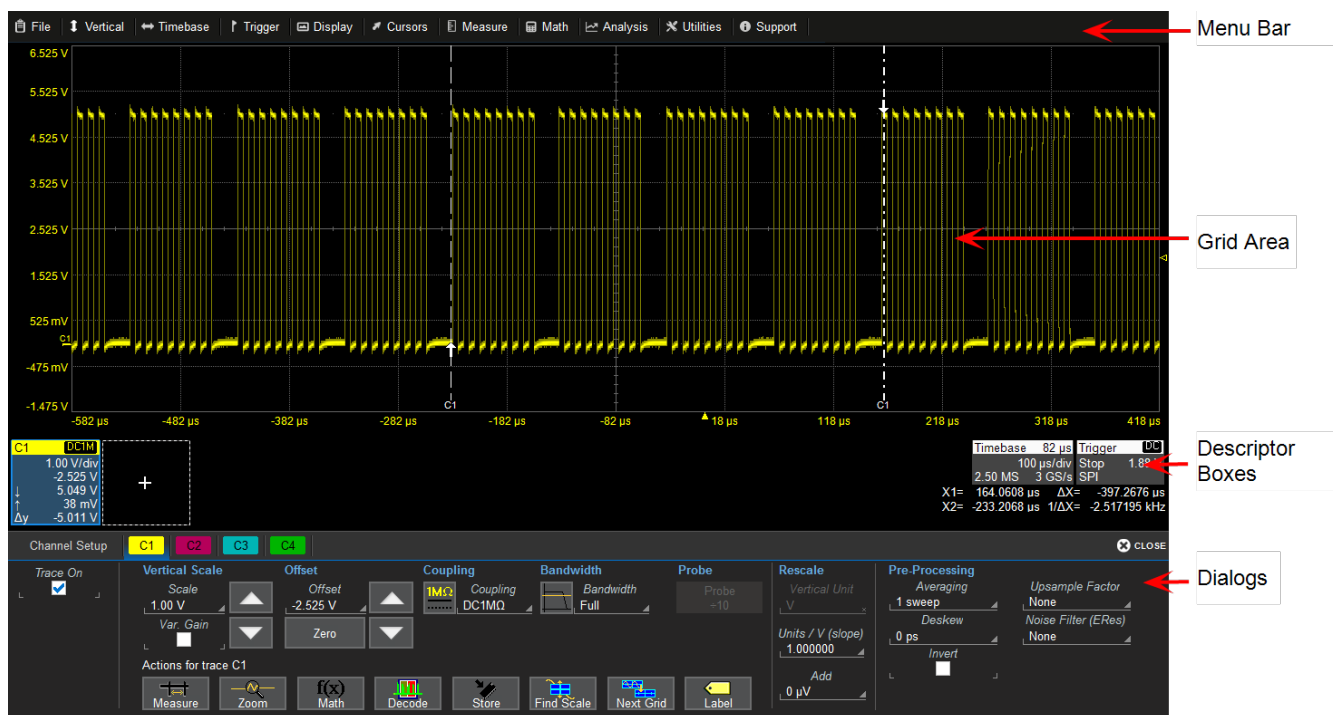 File Vertical Timebase Trigger Display Cursors Measure Math Analysis Utilities Support
Menu Bar
6.525 V
5.525 V
4.525 V
3.525 V
2.525 V
Grid Area
1.525 V
525 mV
C1
-475 mV
-1.475 V
C1 C1
-582 µs -482 µs -382 µs -282 µs -182 µs -82 µs 18 µs 118 µs 218 µs 318 µs 418 µs
C1 DC1M
1.00 V/div
-2.525 V
↓ 5.049 V
↑ 38 mV
Δy -5.011 V
+
Timebase 82 µs Trigger DC
100 µs/div Stop
2.50 MS 3 GS/s SPI
X1= 164.0608 µs ΔX= -397.2676 µs
X2= -233.2068 µs 1/ΔX= -2.517195 kHz
Descriptor
Boxes
Channel Setup C1 C2 C3 C4 CLOSE
Trace On Vertical Scale Offset Coupling Bandwidth Probe Rescale Pre-Processing
Scale Offset 1MΩ Coupling Bandwidth Probe Vertical Unit Averaging Upsample Factor
1.00 V -2.525 V DC1MΩ Full ÷10 V 1 sweep None
Var. Gain Zero Units / V (slope) Deskew Noise Filter (ERes)
1.000000 0 ps None
Invert
Actions for trace C1 Add
0 µV
f(x)
Measure Zoom Math Decode Store Find Scale Next Grid Label
Dialogs